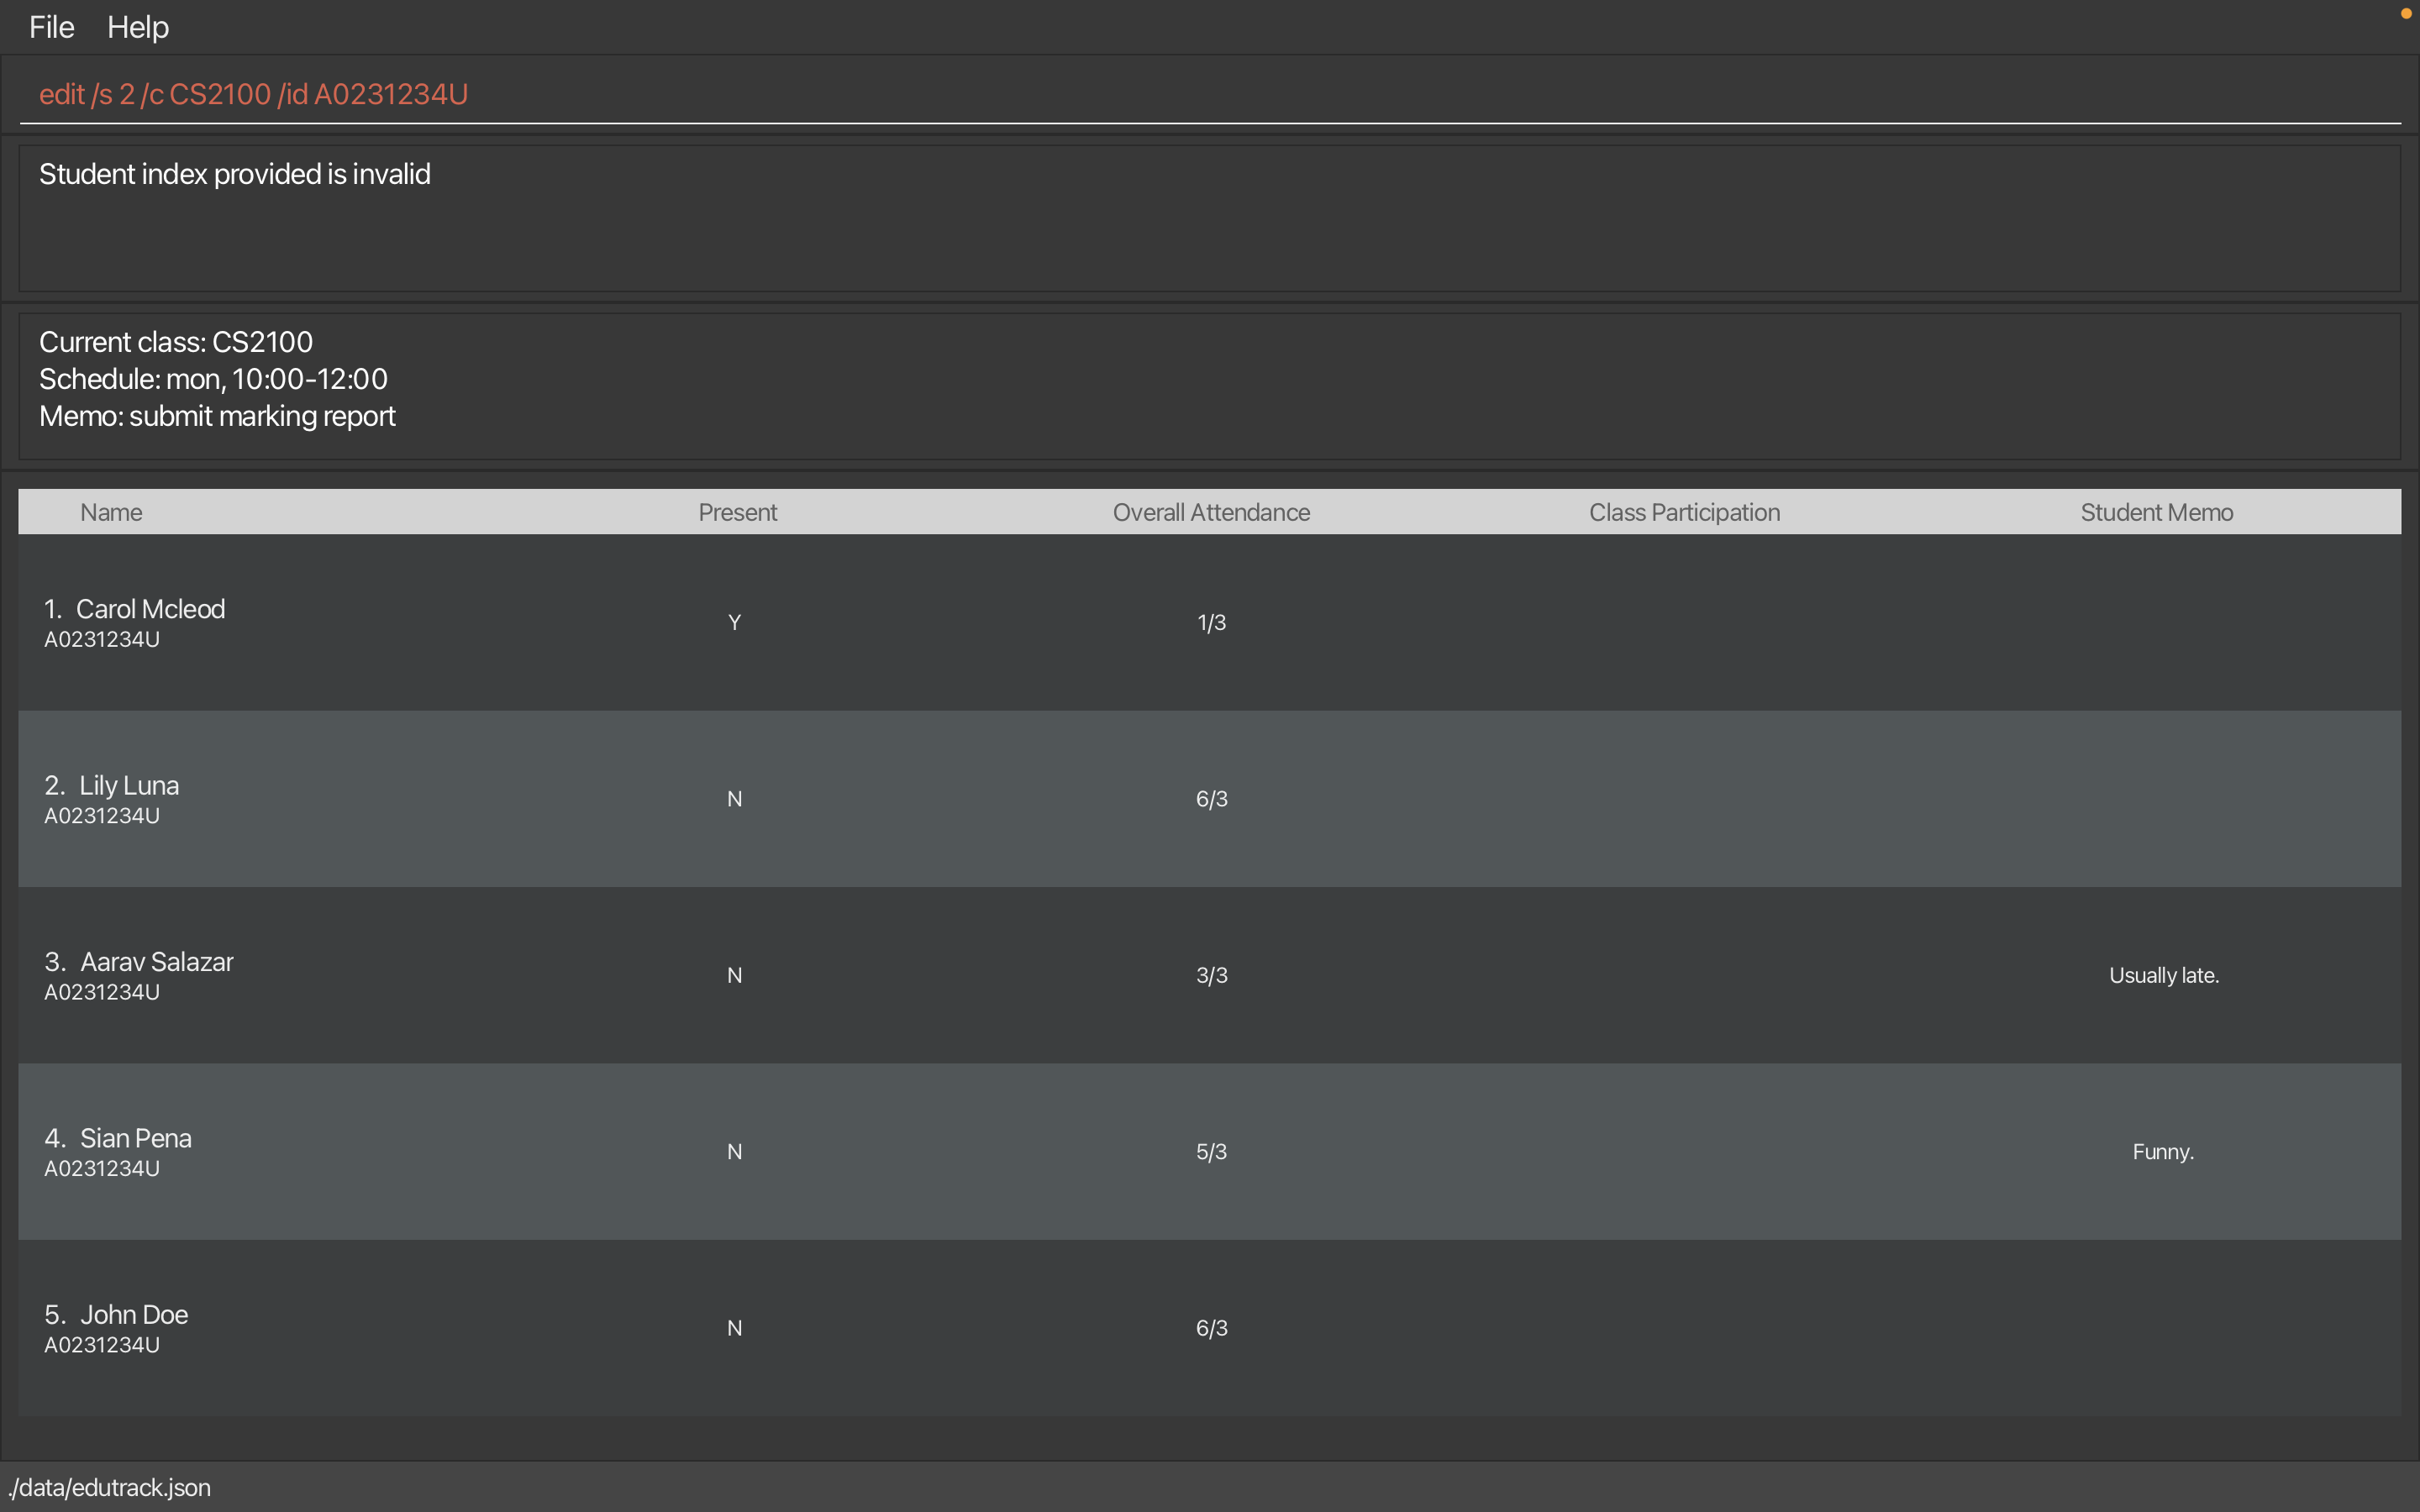 File Help
edit /s 2 /c CS2100 /id A0231234U
Student index provided is invalid
Current class: CS2100
Schedule: mon, 10:00-12:00
Memo: submit marking report
Name Present Overall Attendance Class Participation Student Memo
1. Carol Mcleod
A0231234U
Y 1/3
2. Lily Luna
A0231234U
N 6/3
3. Aarav Salazar
A0231234U
N 3/3 Usually late.
4. Sian Pena
A0231234U
N 5/3 Funny.
5. John Doe
A0231234U
N 6/3
./data/edutrack.json